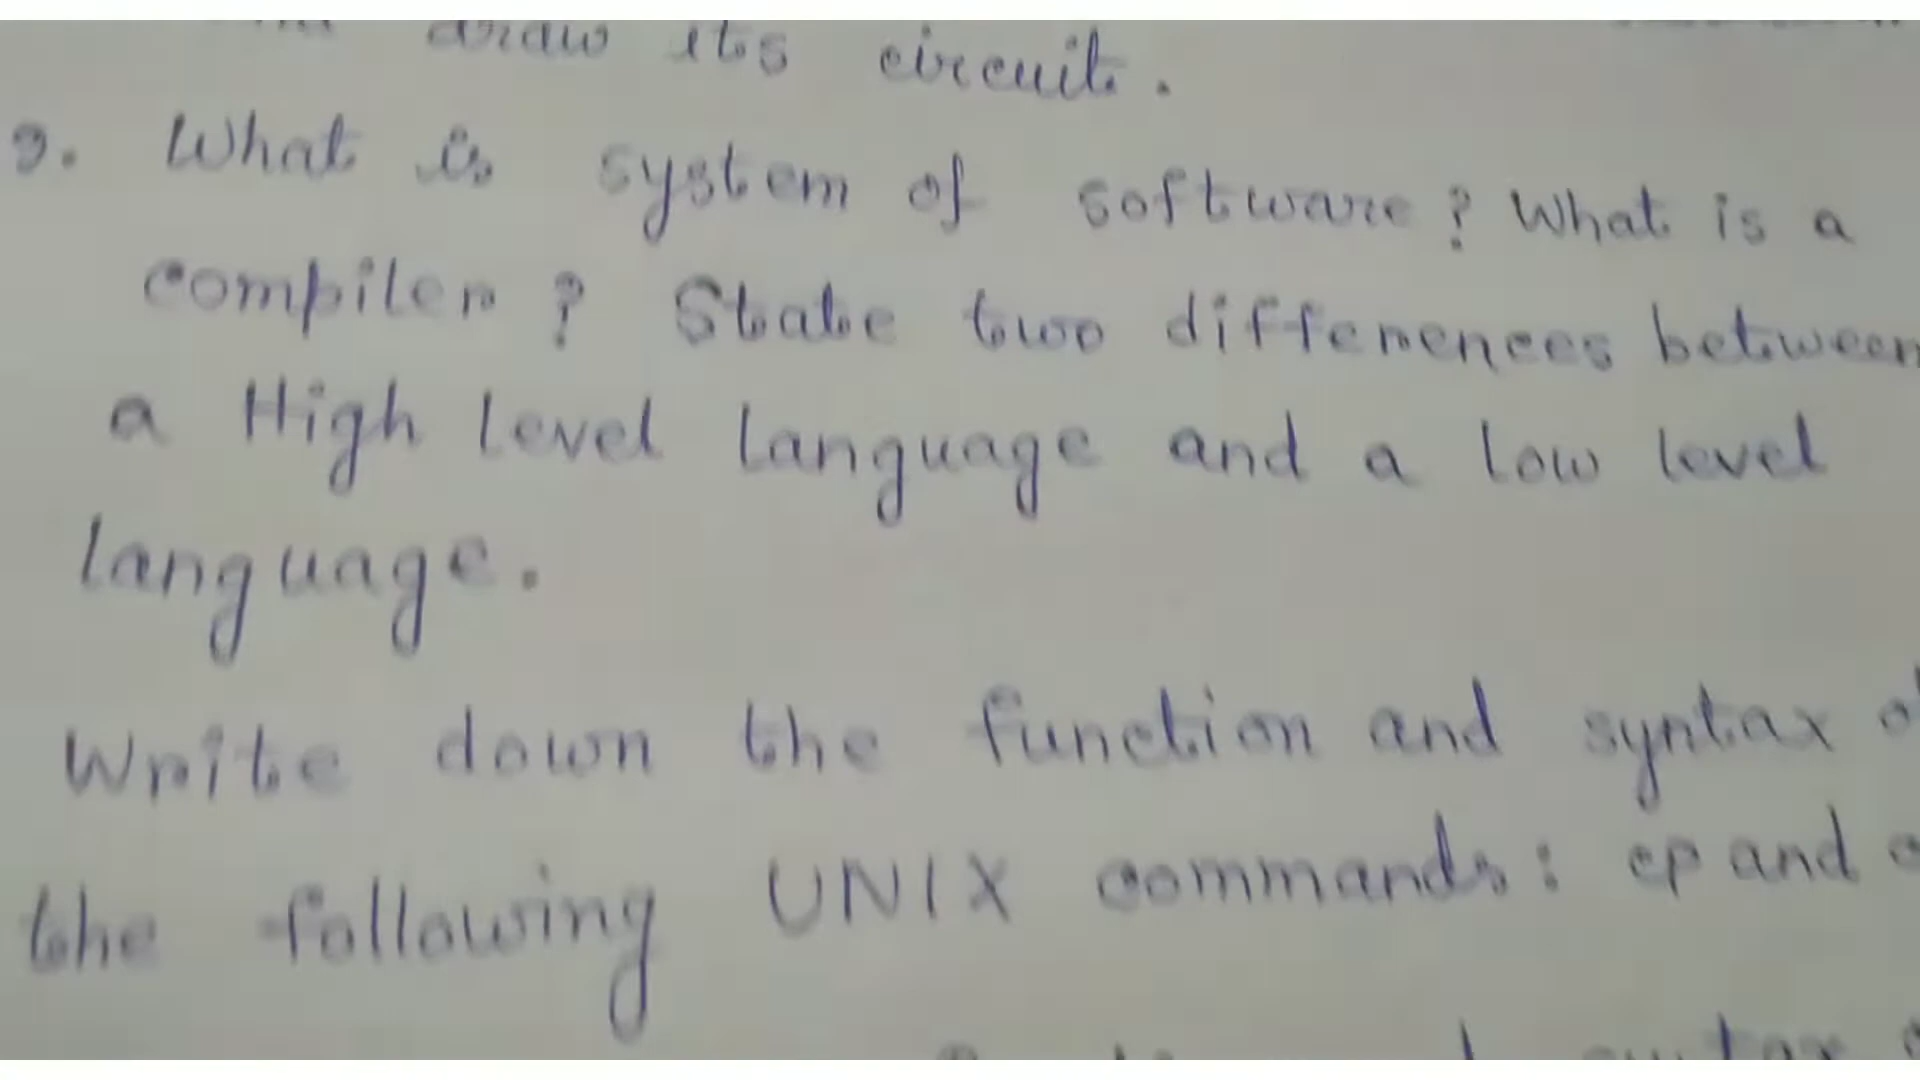 draw its circuit.
9. What is system of software? What is a
compiler? State two differences between
a High level language and a low level
language.
Write down the function and syntax
the following UNIX commands: cp and